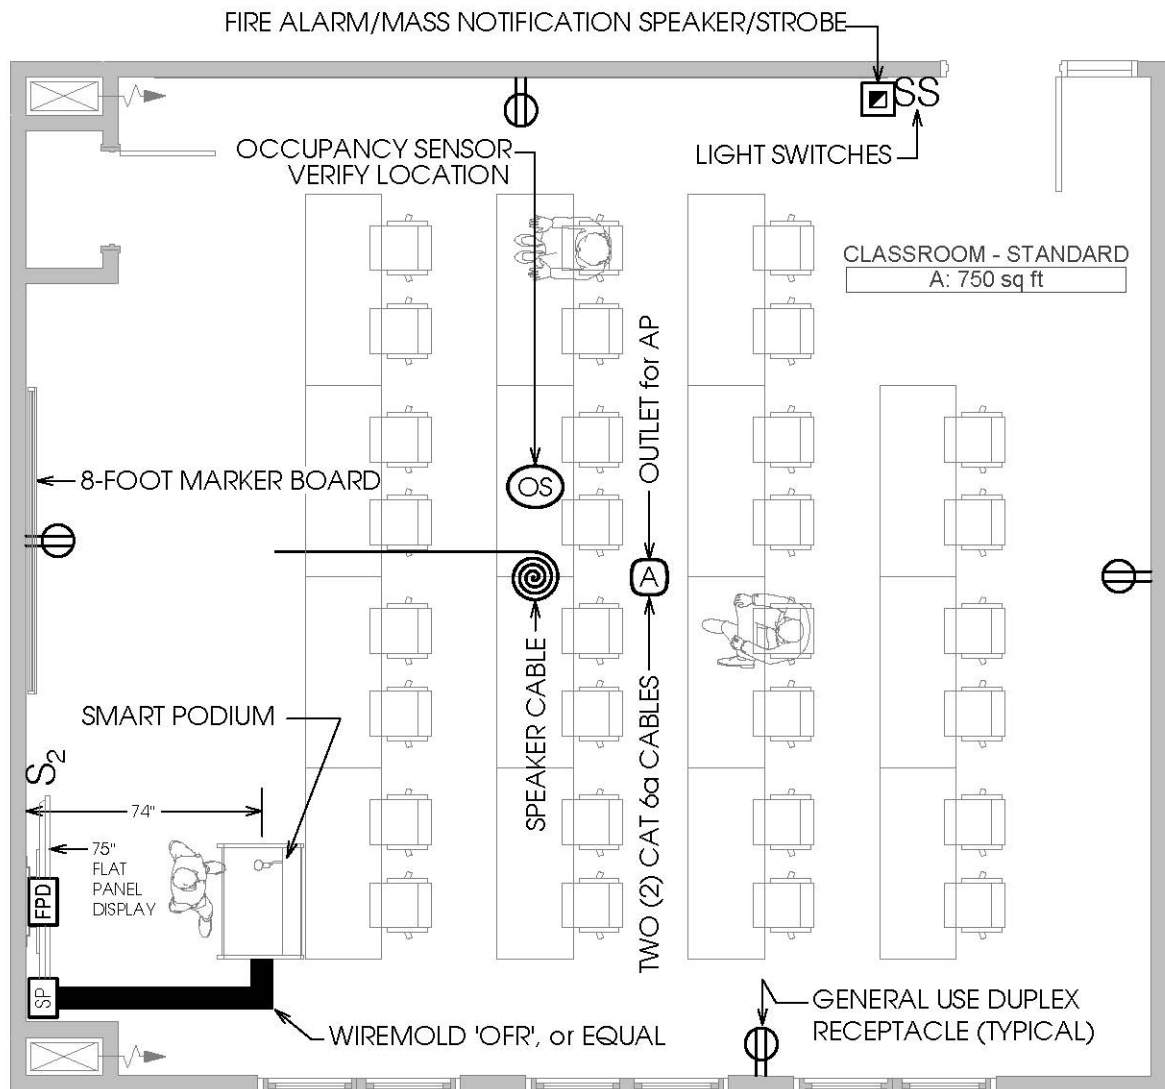 FIRE ALARM/MASS NOTIFICATION SPEAKER/STROBE
SS
OCCUPANCY SENSOR
VERIFY LOCATION
LIGHT SWITCHES
CLASSROOM - STANDARD
A: 750 sq ft
OUTLET for AP
8-FOOT MARKER BOARD
OS
A
SPEAKER CABLE
TWO (2) CAT 6a CABLES
SMART PODIUM
S2
74"
75"
FLAT
PANEL
DISPLAY
FPD
SP
WIREMOLD 'OFR', or EQUAL
GENERAL USE DUPLEX
RECEPTACLE (TYPICAL)